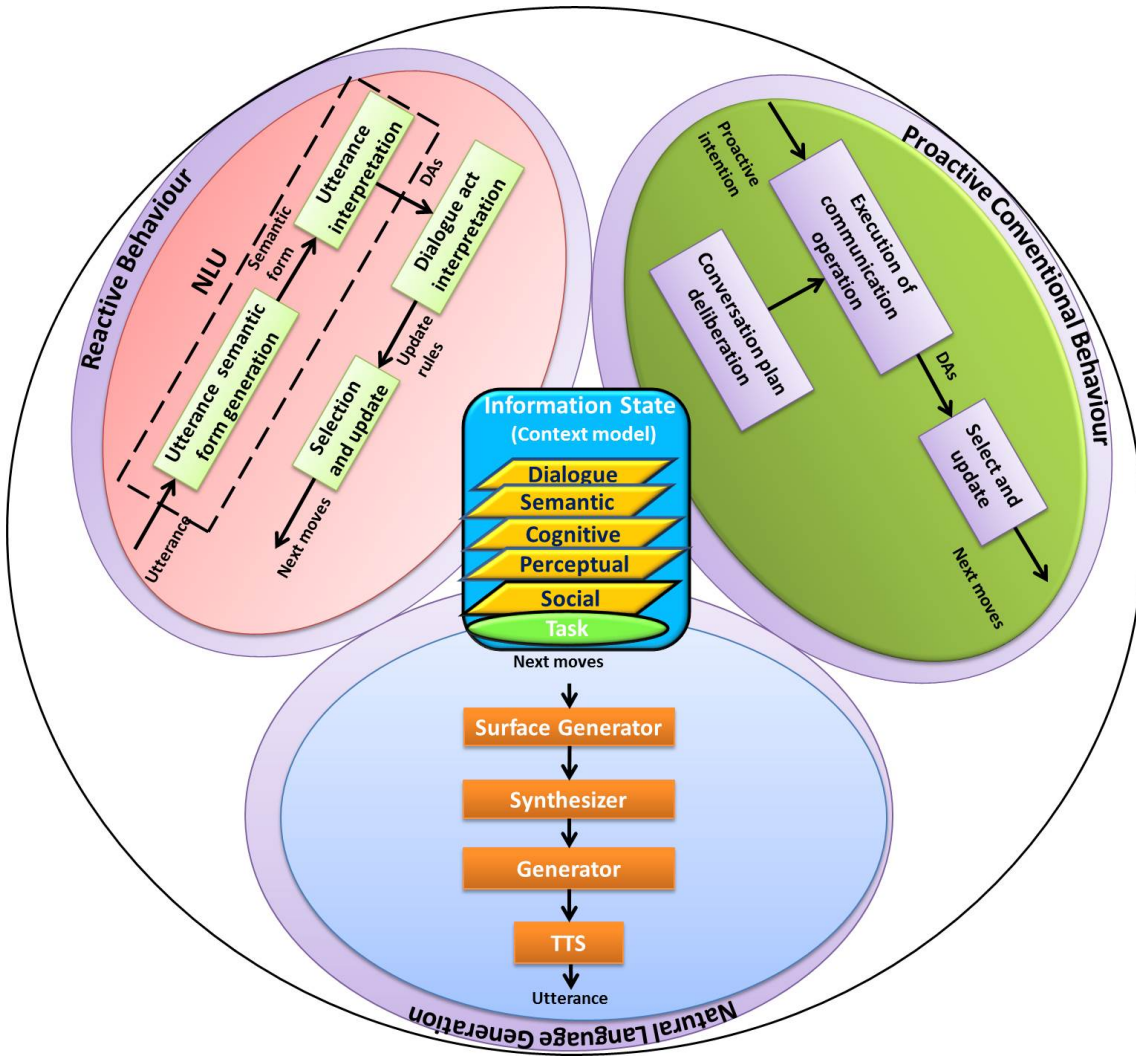 Reactive Behaviour
NLU
Utterance
Utterance semantic
form generation
Semantic
form
Utterance
interpretation
DAs
Dialogue act
interpretation
Update
rules
Selection
and update
Next moves
Proactive Conventional Behaviour
Proactive
intention
Execution of
communication
operation
Conversation plan
deliberation
DAs
Select and
update
Next moves
Information State
(Context model)
Dialogue
Semantic
Cognitive
Perceptual
Social
Task
Next moves
Surface Generator
Synthesizer
Generator
TTS
Utterance
Natural Language Generation